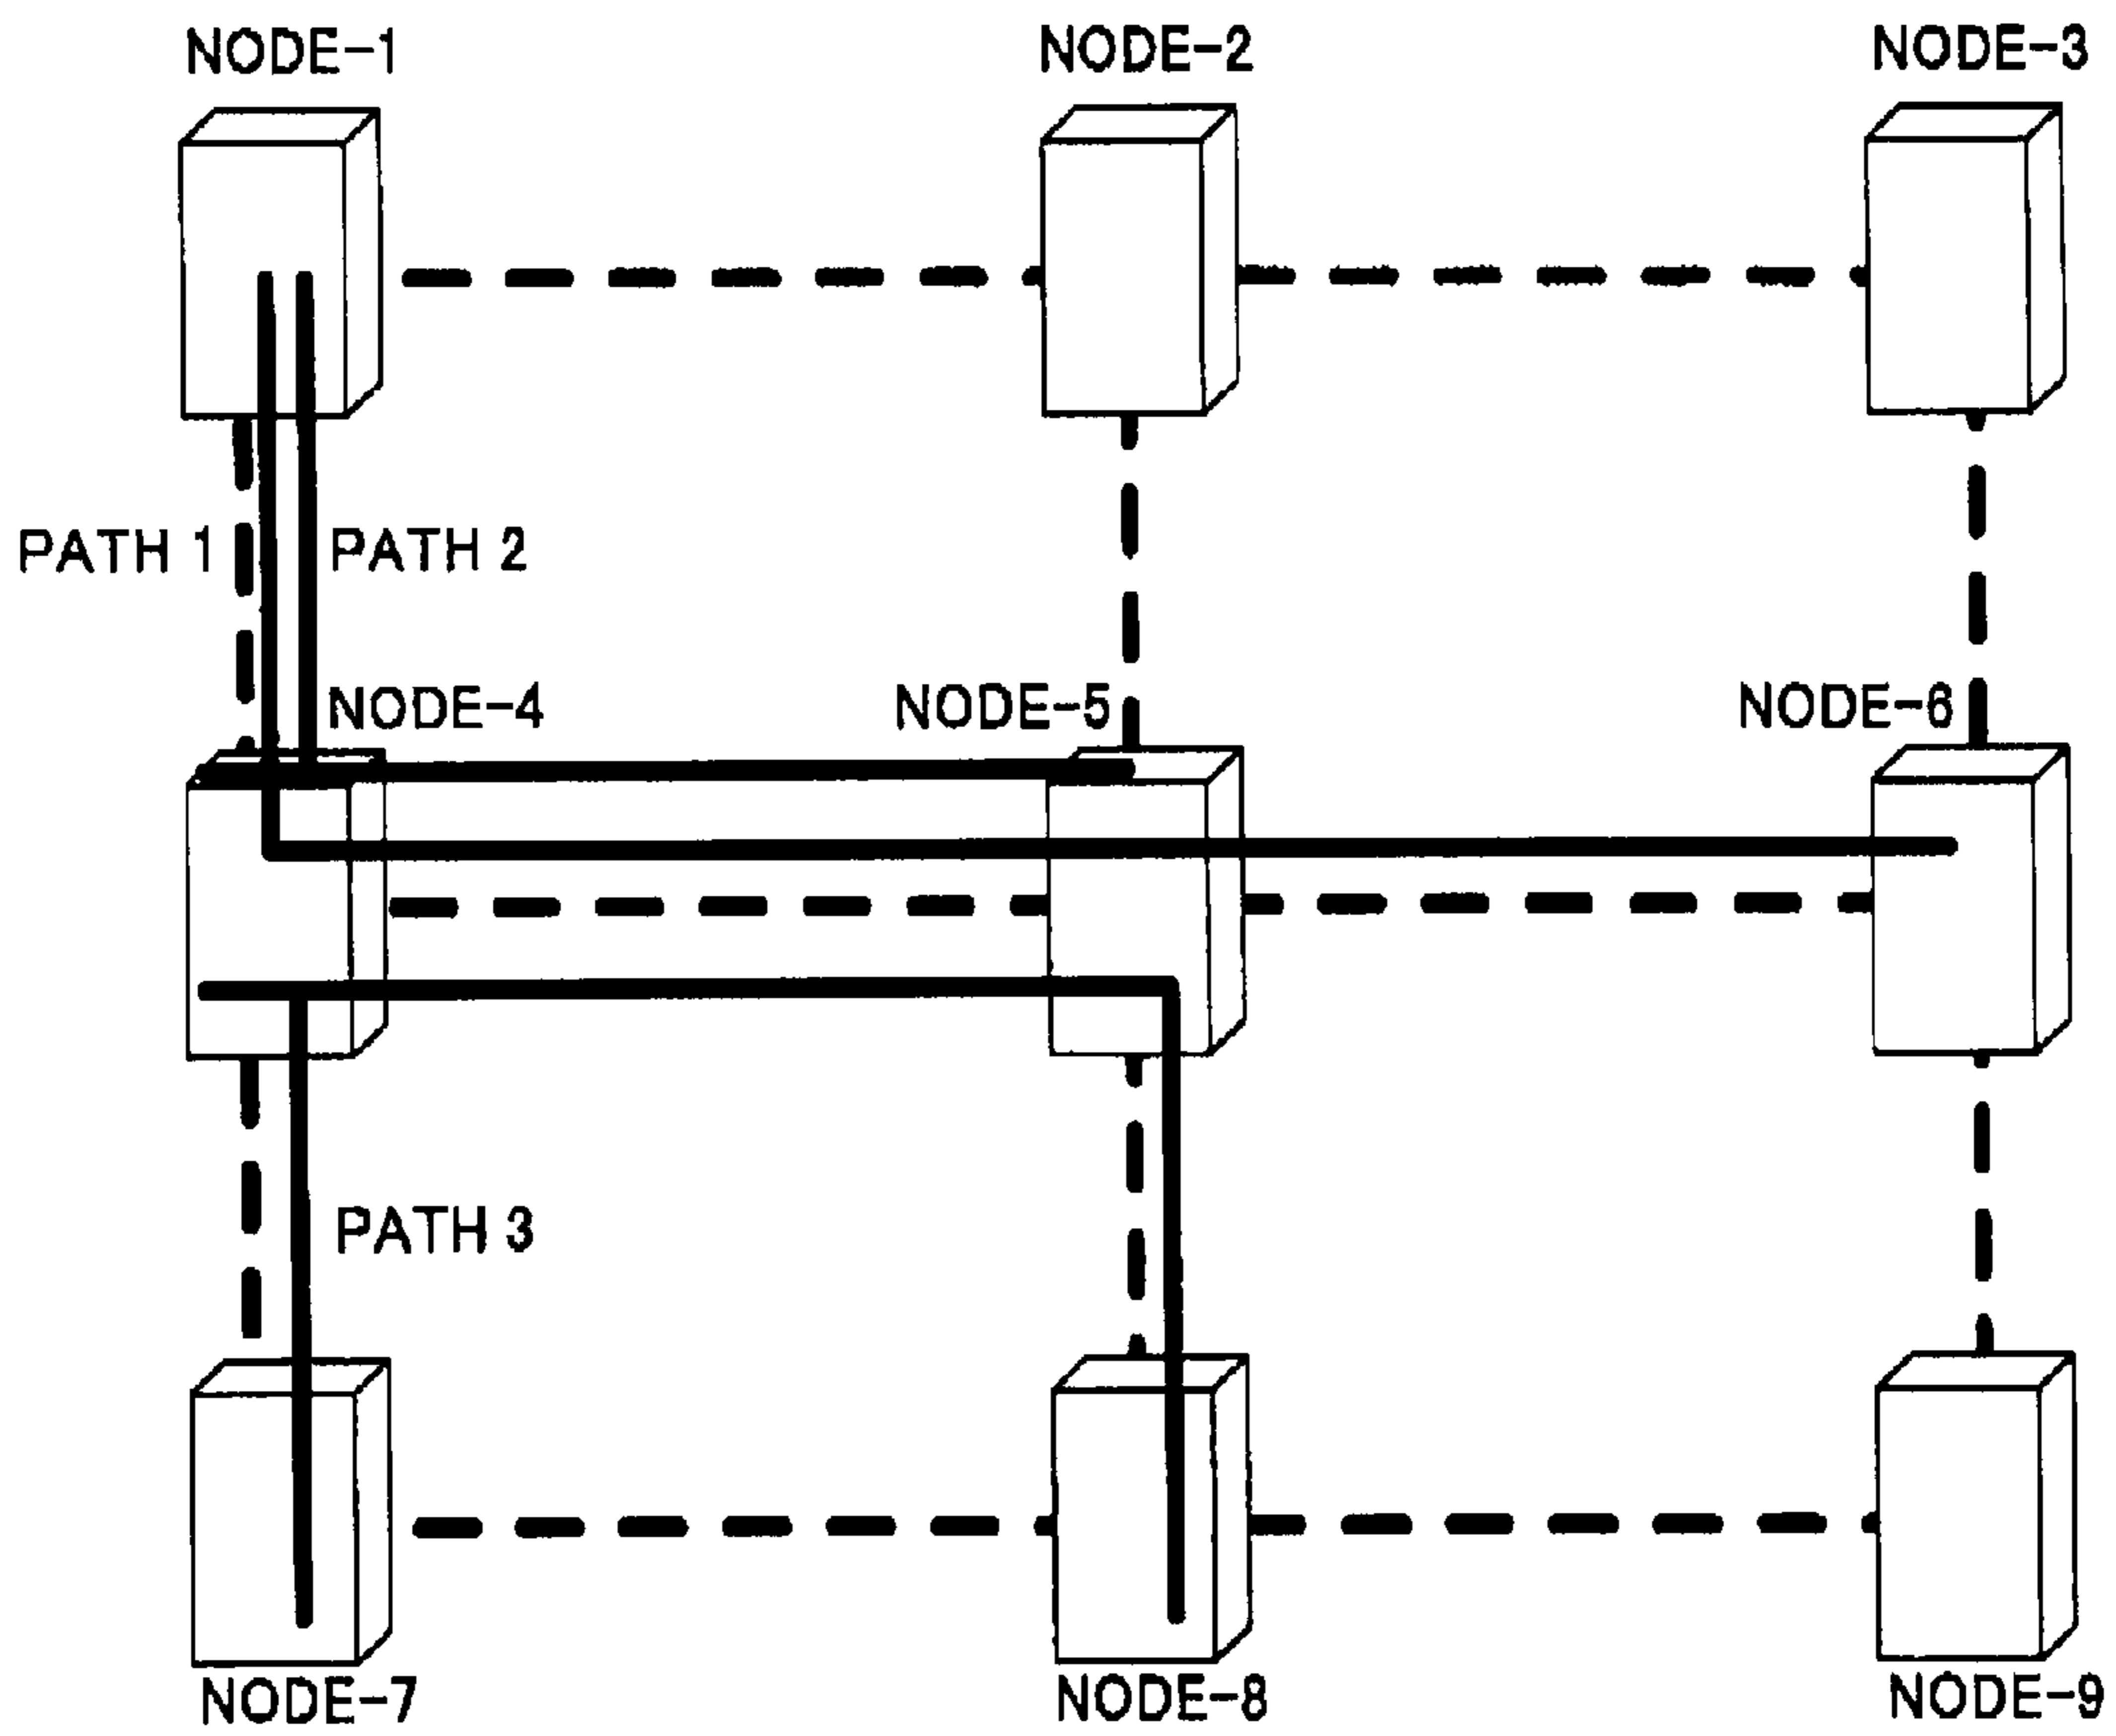 NODE-1
NODE-2
NODE-3
PATH 1
PATH 2
NODE-4
NODE-5
NODE-6
PATH 3
NODE-7
NODE-8
NODE-9